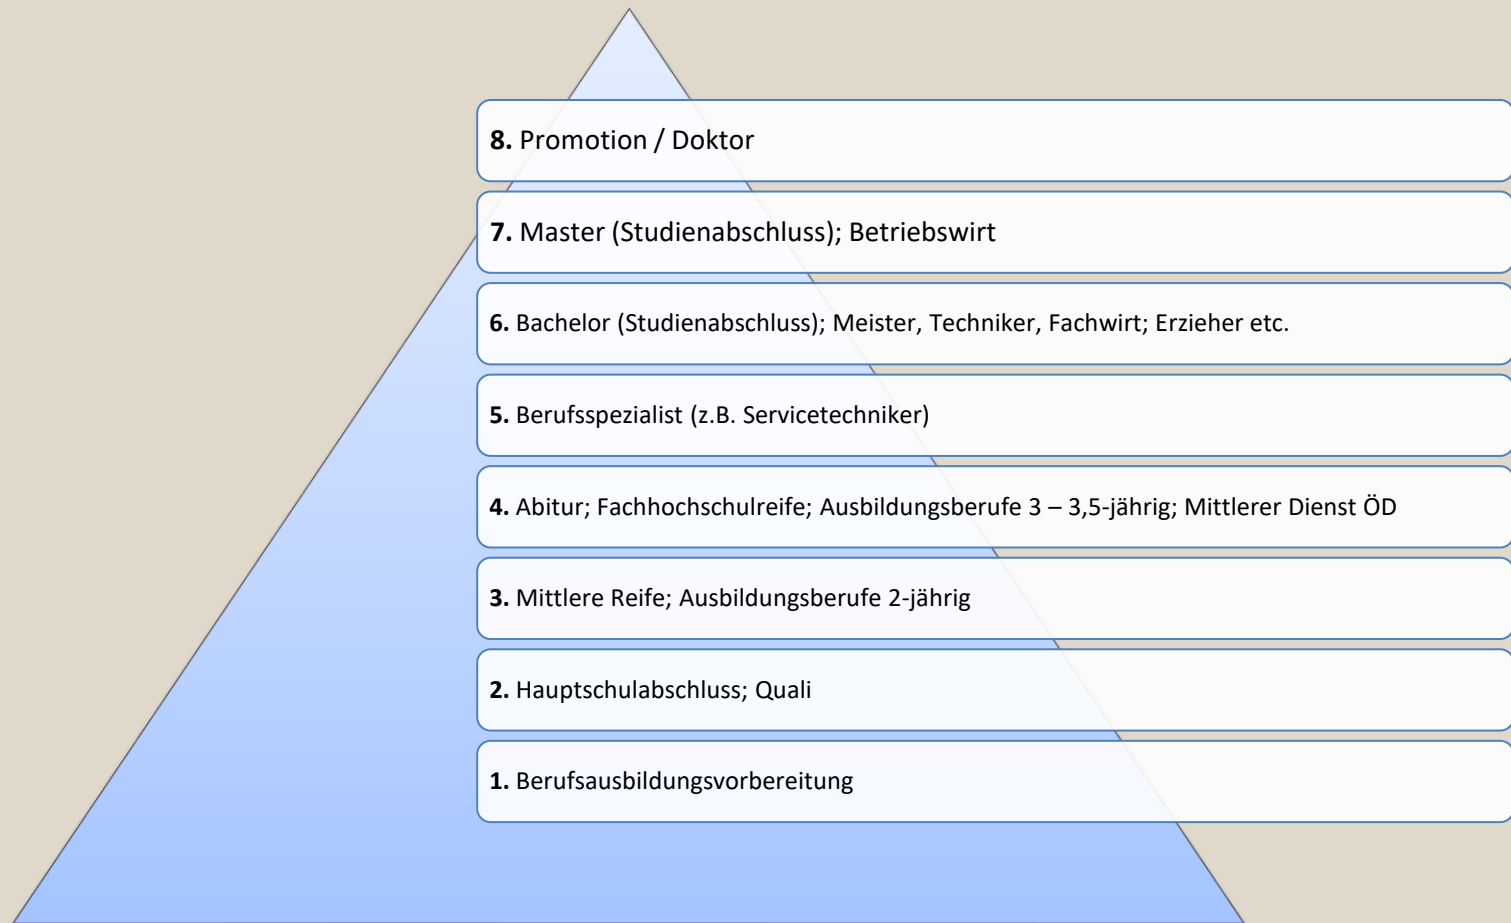 8. Promotion / Doktor
7. Master (Studienabschluss); Betriebswirt
6. Bachelor (Studienabschluss); Meister, Techniker, Fachwirt; Erzieher etc.
5. Berufsspezialist (z.B. Servicetechniker)
4. Abitur; Fachhochschulreife; Ausbildungsberufe 3 – 3,5-jährig; Mittlerer Dienst ÖD
3. Mittlere Reife; Ausbildungsberufe 2-jährig
2. Hauptschulabschluss; Quali
1. Berufsausbildungsvorbereitung